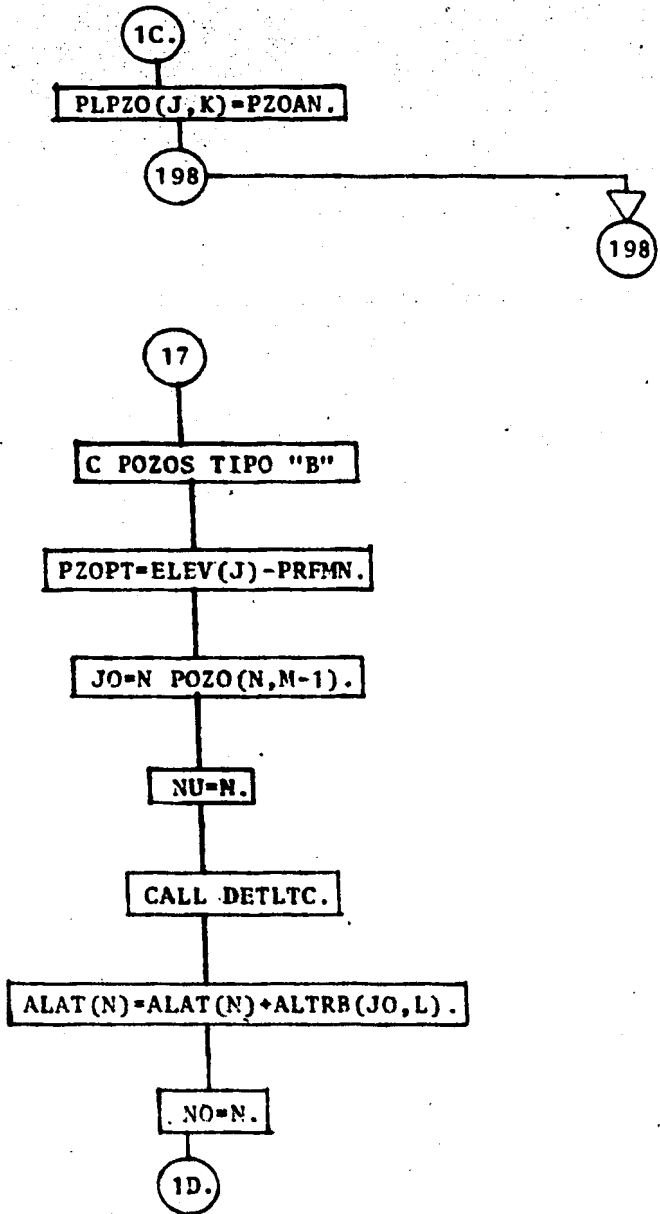 1C.
PLPZO(J,K)=PZOAN.
198
198
17
C POZOS TIPO "B"
PZOPT=ELEV(J)-PRFMN.
JO=N POZO(N,M-1).
NU=N.
CALL DETLTC.
ALAT(N)=ALAT(N)+ALTRB(JO,L).
NO=N.
1D.